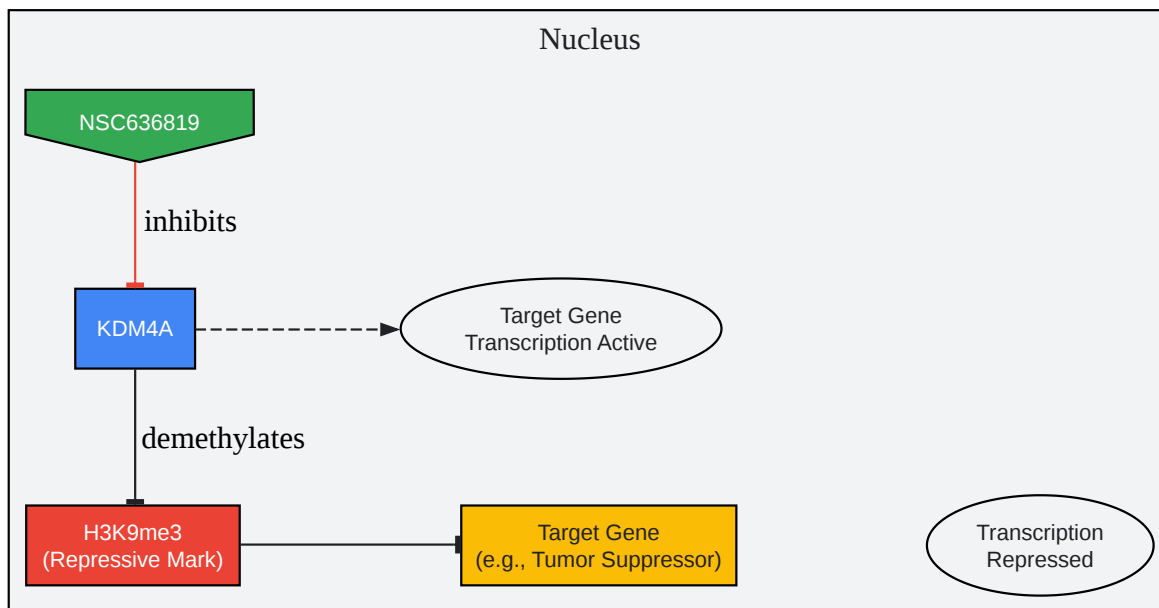 Nucleus
NSC636819
inhibits
KDM4A
Target Gene
Transcription Active
demethylates
H3K9me3
(Repressive Mark)
Target Gene
(e.g., Tumor Suppressor)
Transcription
Repressed